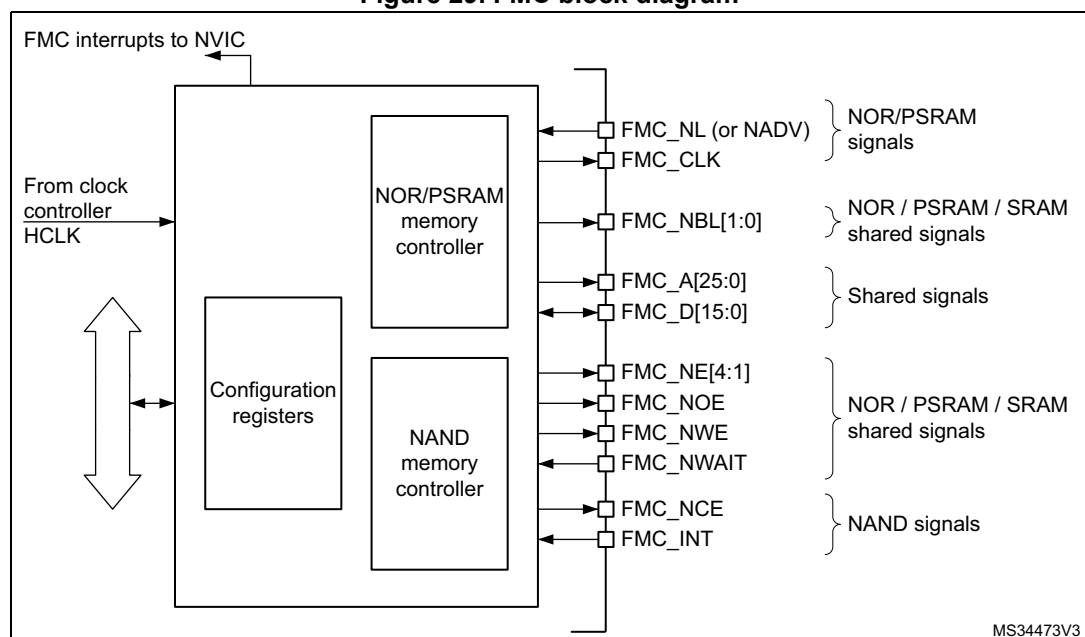 FMC interrupts to NVIC
From clock
controller
HCLK
NOR/PSRAM
memory
controller
Configuration
registers
NAND
memory
controller
FMC_NL (or NADV)
FMC_CLK
NOR/PSRAM
signals
FMC_NBL[1:0]
NOR / PSRAM / SRAM
shared signals
FMC_A[25:0]
FMC_D[15:0]
Shared signals
FMC_NE[4:1]
FMC_NOE
FMC_NWE
FMC_NWAIT
NOR / PSRAM / SRAM
shared signals
FMC_NCE
FMC_INT
NAND signals
MS34473V3